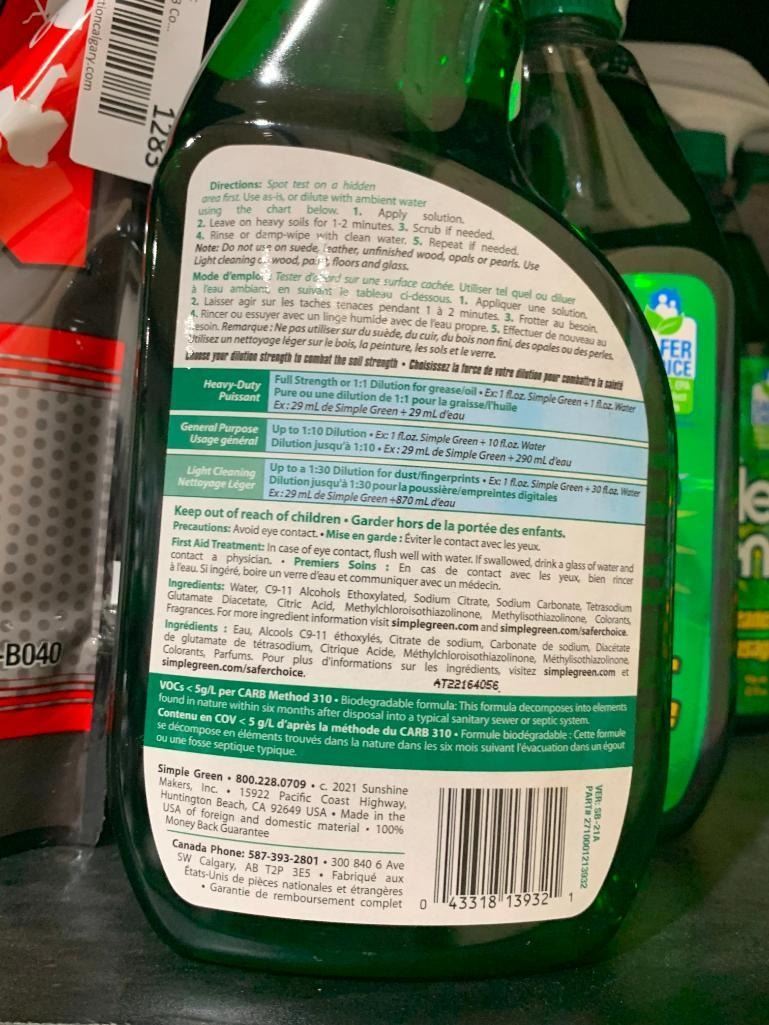 B Co...
tioncalgary.com
1283
-B040
Directions: Spot test on a hidden
area first. Use as-is, or dilute with ambient water
using the chart below. 1. Apply solution.
2. Leave on heavy soils for 1-2 minutes. 3. Scrub if needed.
4. Rinse or damp-wipe with clean water. 5. Repeat if needed.
Note: Do not use on suede, leather, unfinished wood, opals or pearls. Use
Light cleaning on wood, paint, floors and glass.
Mode d'emploi: Tester d'abord sur une surface cachée. Utiliser tel quel ou diluer
à l'eau ambiante en suivant le tableau ci-dessous. 1. Appliquer une solution.
2. Laisser agir sur les taches tenaces pendant 1 à 2 minutes. 3. Frotter au besoin.
4. Rincer ou essuyer avec un linge humide avec de l'eau propre. 5. Effectuer de nouveau au
besoin. Remarque: Ne pas utiliser sur du suède, du cuir, du bois non fini, des opales ou des perles.
Utilisez un nettoyage léger sur le bois, la peinture, les sols et le verre.
Choose your dilution strength to combat the soil strength • Choisissez la force de votre dilution pour combattre la saleté
Heavy-Duty
Puissant
Full Strength or 1:1 Dilution for grease/oil • Ex: 1 fl.oz. Simple Green + 1 fl.oz. Water
Pure ou une dilution de 1:1 pour la graisse/l'huile
Ex: 29 mL de Simple Green + 29 mL d'eau
General Purpose
Usage général
Up to 1:10 Dilution • Ex: 1 fl.oz. Simple Green + 10 fl.oz. Water
Dilution jusqu'à 1:10 • Ex: 29 mL de Simple Green + 290 mL d'eau
Light Cleaning
Nettoyage Léger
Up to a 1:30 Dilution for dust/fingerprints • Ex: 1 fl.oz. Simple Green + 30 fl.oz. Water
Dilution jusqu'à 1:30 pour la poussière/empreintes digitales
Ex: 29 mL de Simple Green +870 mL d'eau
Keep out of reach of children • Garder hors de la portée des enfants.
Precautions: Avoid eye contact. • Mise en garde : Éviter le contact avec les yeux.
First Aid Treatment: In case of eye contact, flush well with water. If swallowed, drink a glass of water and
contact a physician. • Premiers Soins : En cas de contact avec les yeux, bien rincer
à l'eau. Si ingéré, boire un verre d'eau et communiquer avec un médecin.
Ingredients: Water, C9-11 Alcohols Ethoxylated, Sodium Citrate, Sodium Carbonate, Tetrasodium
Glutamate Diacetate, Citric Acid, Methylchloroisothiazolinone, Methylisothiazolinone, Colorants,
Fragrances. For more ingredient information visit simplegreen.com and simplegreen.com/saferchoice.
Ingrédients : Eau, Alcools C9-11 éthoxylés, Citrate de sodium, Carbonate de sodium, Diacétate
de glutamate de tétrasodium, Citrique Acide, Méthylchloroisothiazolinone, Méthylisothiazolinone,
Colorants, Parfums. Pour plus d'informations sur les ingrédients, visitez simplegreen.com et
simplegreen.com/saferchoice.
AT22164056
VOCs < 5g/L per CARB Method 310 • Biodegradable formula: This formula decomposes into elements
found in nature within six months after disposal into a typical sanitary sewer or septic system.
Contenu en COV < 5 g/L d'après la méthode du CARB 310 • Formule biodégradable : Cette formule
se décompose en éléments trouvés dans la nature dans les six mois suivant l'évacuation dans un égout
ou une fosse septique typique.
Simple Green • 800.228.0709 • c. 2021 Sunshine
Makers, Inc. • 15922 Pacific Coast Highway,
Huntington Beach, CA 92649 USA • Made in the
USA of foreign and domestic material • 100%
Money Back Guarantee
Canada Phone: 587-393-2801 • 300 840 6 Ave
SW Calgary, AB T2P 3E5 • Fabriqué aux
États-Unis de pièces nationales et étrangères
• Garantie de remboursement complet
0 43318 13932 1
VER: SB-21A
PART# 2710001213932
FER
ICE
EPA
le